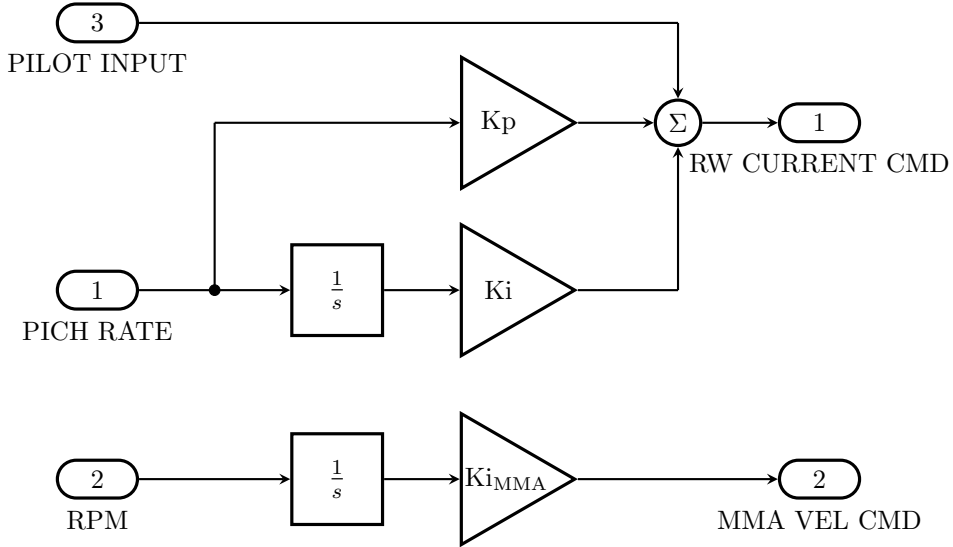 3
PILOT INPUT
Kp
Σ
1
RW CURRENT CMD
1
PICH RATE
1
s
Ki
2
RPM
1
s
Ki_MMA
2
MMA VEL CMD